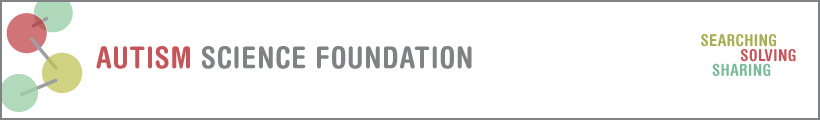 AUTISM SCIENCE FOUNDATION
SEARCHING
SOLVING
SHARING